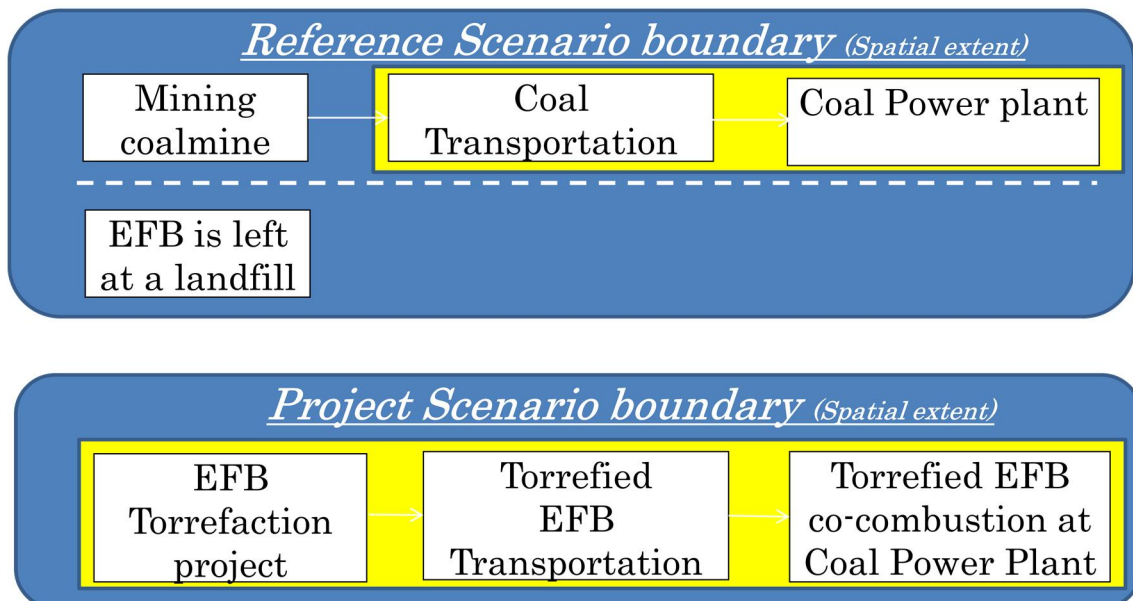 Reference Scenario boundary (Spatial extent)
Mining
coalmine
Coal
Transportation
Coal Power plant
EFB is left
at a landfill
Project Scenario boundary (Spatial extent)
EFB
Torrefaction
project
Torrefied
EFB
Transportation
Torrefied EFB
co-combustion at
Coal Power Plant